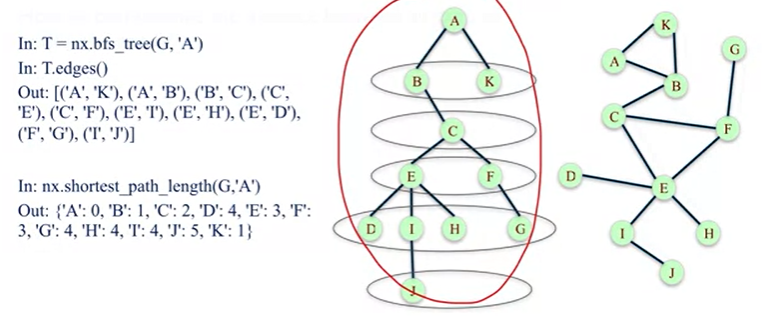 In: T = nx.bfs_tree(G, 'A')
In: T.edges()
Out: [('A', 'K'), ('A', 'B'), ('B', 'C'), ('C',
'E'), ('C', 'F'), ('E', 'I'), ('E', 'H'), ('E', 'D'),
('F', 'G'), ('I', 'J')]
In: nx.shortest_path_length(G,'A')
Out: {'A': 0, 'B': 1, 'C': 2, 'D': 4, 'E': 3, 'F':
3, 'G': 4, 'H': 4, 'I': 4, 'J': 5, 'K': 1}
A
B K
C
E F
D I H G
J
K
G
A
B
C
F
D
E
I H
J